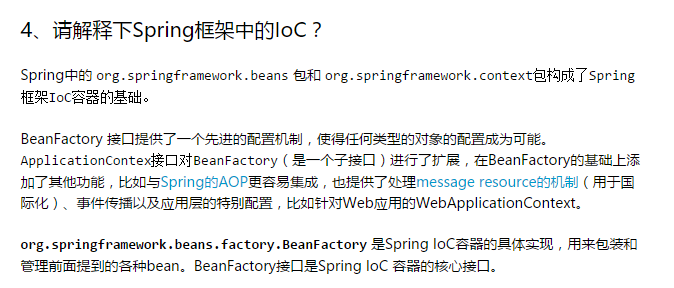 4、请解释下Spring框架中的IoC？
Spring中的 org.springframework.beans 包和 org.springframework.context包构成了Spring
框架IoC容器的基础。
BeanFactory 接口提供了一个先进的配置机制，使得任何类型的对象的配置成为可能。
ApplicationContex接口对BeanFactory（是一个子接口）进行了扩展，在BeanFactory的基础上添
加了其他功能，比如与Spring的AOP更容易集成，也提供了处理message resource的机制（用于国
际化）、事件传播以及应用层的特别配置，比如针对Web应用的WebApplicationContext。
org.springframework.beans.factory.BeanFactory 是Spring IoC容器的具体实现，用来包装和
管理前面提到的各种bean。BeanFactory接口是Spring IoC 容器的核心接口。